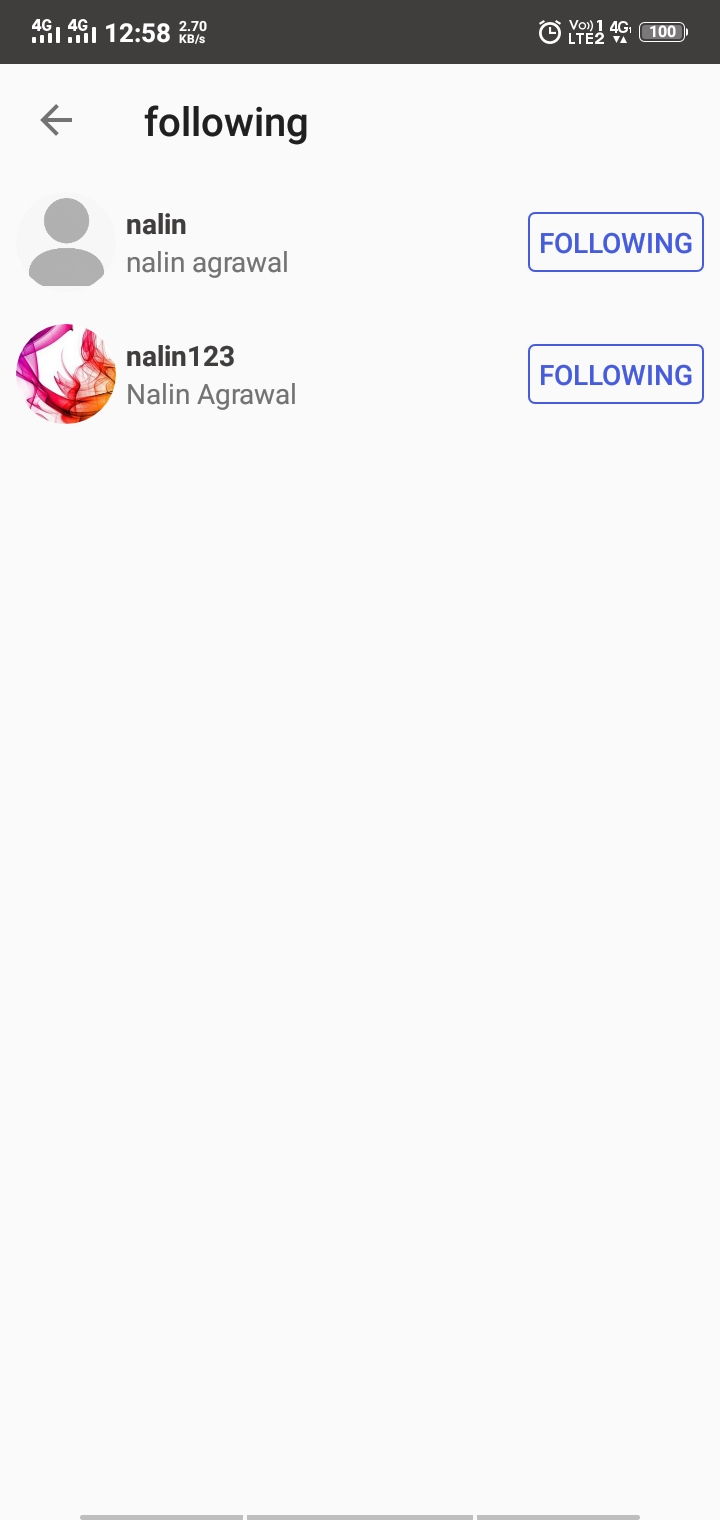 4G 4G 12:58 2.70 KB/s Vo)) 1 LTE2 4G 100
following
nalin
nalin agrawal
FOLLOWING
nalin123
Nalin Agrawal
FOLLOWING